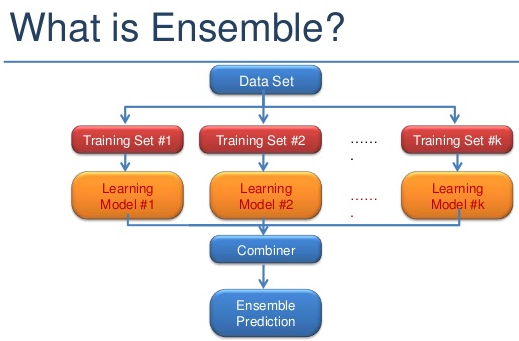 What is Ensemble?
Data Set
Training Set #1
Training Set #2
......
.
Training Set #k
Learning
Model #1
Learning
Model #2
......
.
Learning
Model #k
Combiner
Ensemble
Prediction